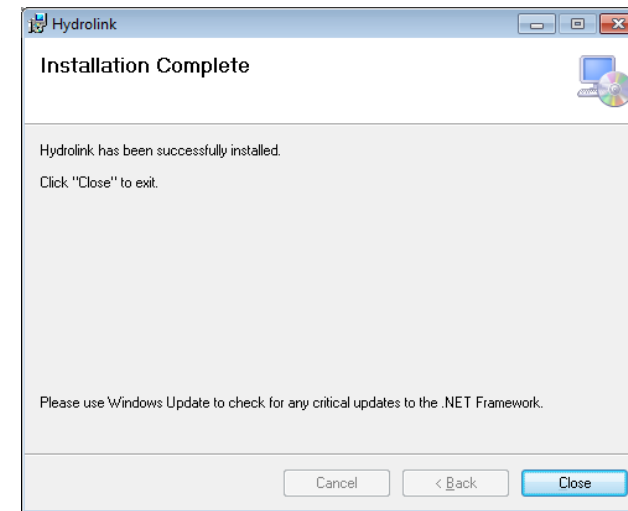 Hydrolink
Installation Complete
Hydrolink has been successfully installed.
Click "Close" to exit.
Please use Windows Update to check for any critical updates to the .NET Framework.
Cancel
< Back
Close